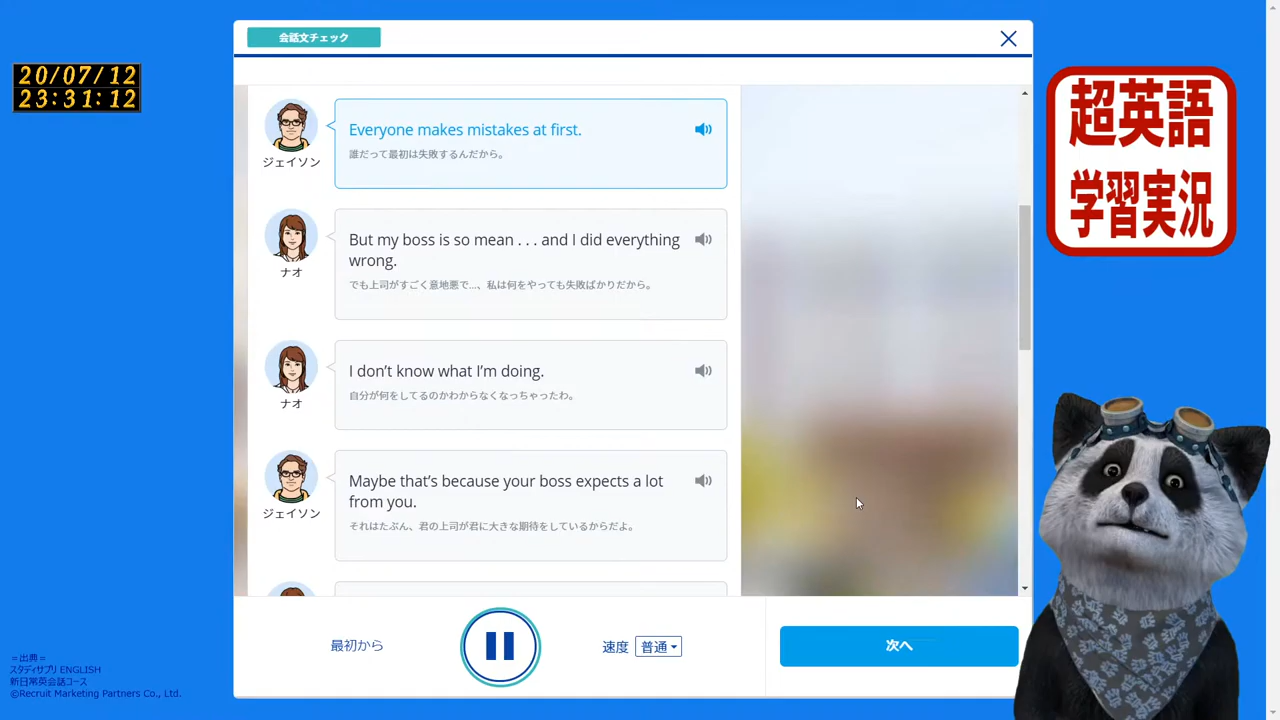 会話文チェック
20/07/12
23:31:12
超英語
学習実況
Everyone makes mistakes at first.
誰だって最初は失敗するんだから。
ジェイソン
But my boss is so mean . . . and I did everything
wrong.
でも上司がすごく意地悪で...、私は何をやっても失敗ばかりだから。
ナオ
I don't know what I'm doing.
自分が何をしてるのかわからなくなっちゃったわ。
ナオ
Maybe that's because your boss expects a lot
from you.
それはたぶん、君の上司が君に大きな期待をしているからだよ。
ジェイソン
最初から
速度 普通
次へ
＝出典＝
スタディサプリ ENGLISH
新日常英会話コース
©Recruit Marketing Partners Co., Ltd.